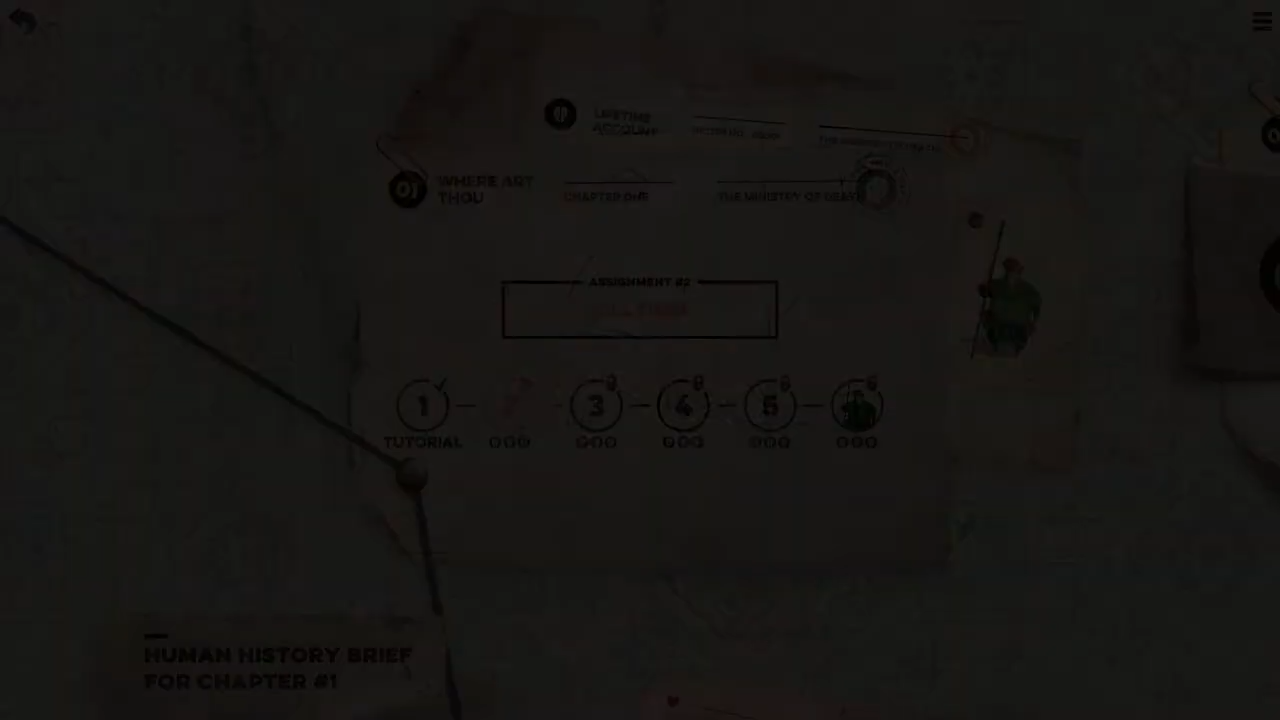 LIFETIME
ACCOUNT
01
WHERE ART
THOU
CHAPTER ONE
THE MINISTRY OF DEATH
ASSIGNMENT #2
1
3
4
5
TUTORIAL
HUMAN HISTORY BRIEF
FOR CHAPTER #1